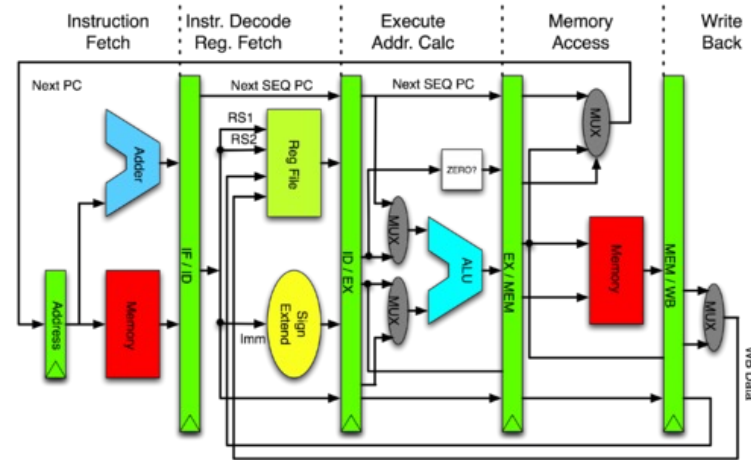 Instruction
Fetch
Instr. Decode
Reg. Fetch
Execute
Addr. Calc
Memory
Access
Write
Back
Next PC
Next SEQ PC
Next SEQ PC
RS1
RS2
Adder
Reg File
MUX
ZERO?
MUX
IF / ID
ID / EX
ALU
EX / MEM
Memory
MEM / WB
MUX
Address
Memory
Imm
Sign
Extend
MUX
WB Data